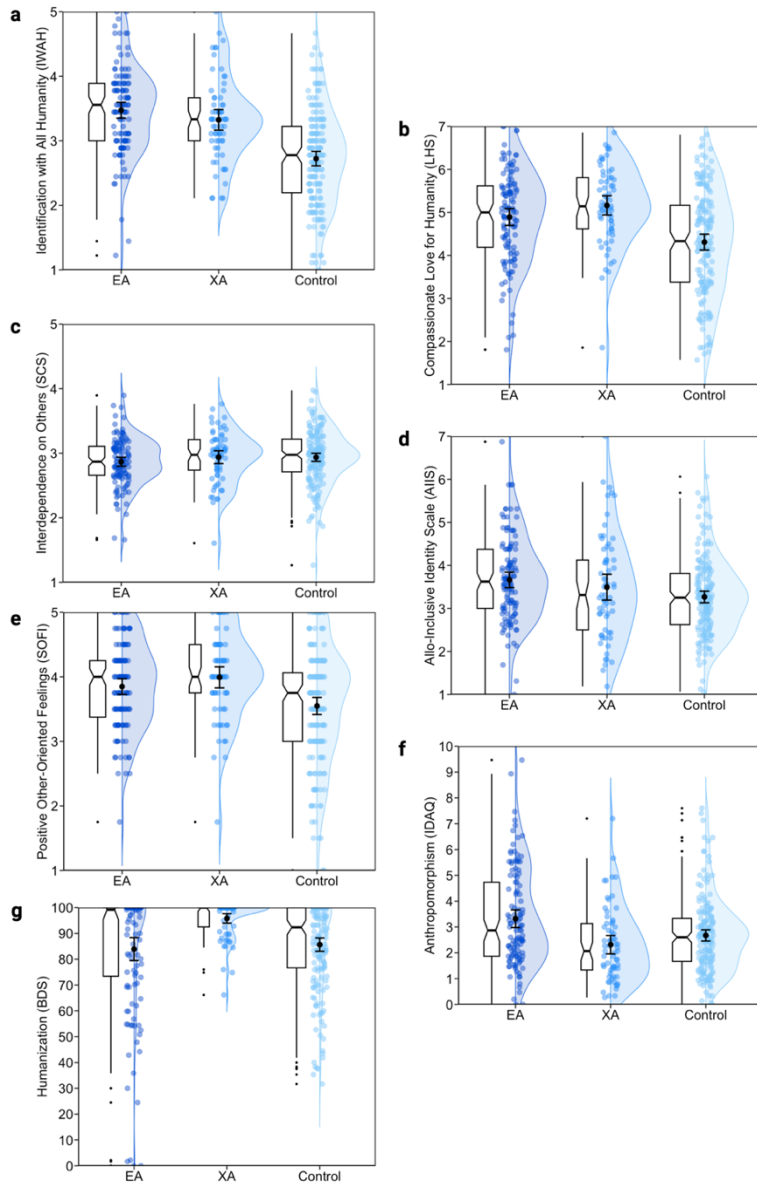 a
Identification with All Humanity (IWAH)
5
4
3
2
1
EA XA Control
b
Compassionate Love for Humanity (LHS)
7
6
5
4
3
2
1
EA XA Control
c
Interdependence on Others (SCS)
5
4
3
2
1
EA XA Control
d
Allo-Inclusive Identity Scale (AIIS)
7
6
5
4
3
2
1
EA XA Control
e
Positive Other-Oriented Feelings (SOFI)
5
4
3
2
1
EA XA Control
f
Anthropomorphism (IDAQ)
10
9
8
7
6
5
4
3
2
1
0
EA XA Control
g
Humanization (BDS)
100
90
80
70
60
50
40
30
20
10
0
EA XA Control